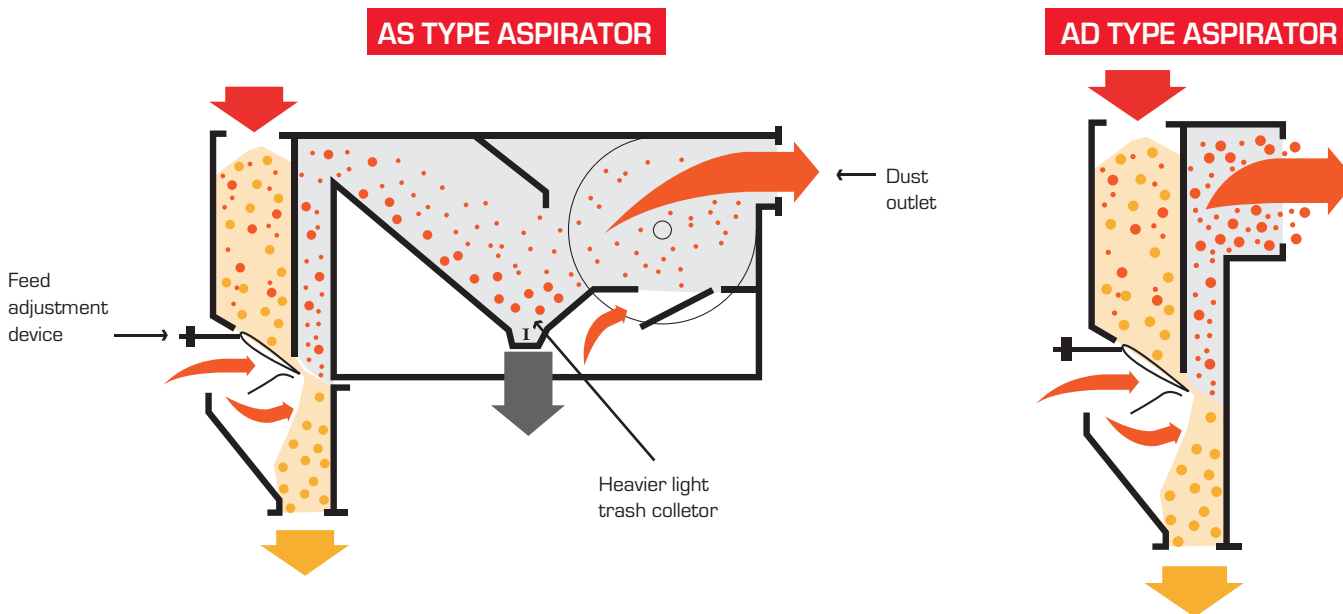 AS TYPE ASPIRATOR
AD TYPE ASPIRATOR
Dust
outlet
Feed
adjustment
device
I
Heavier light
trash colletor